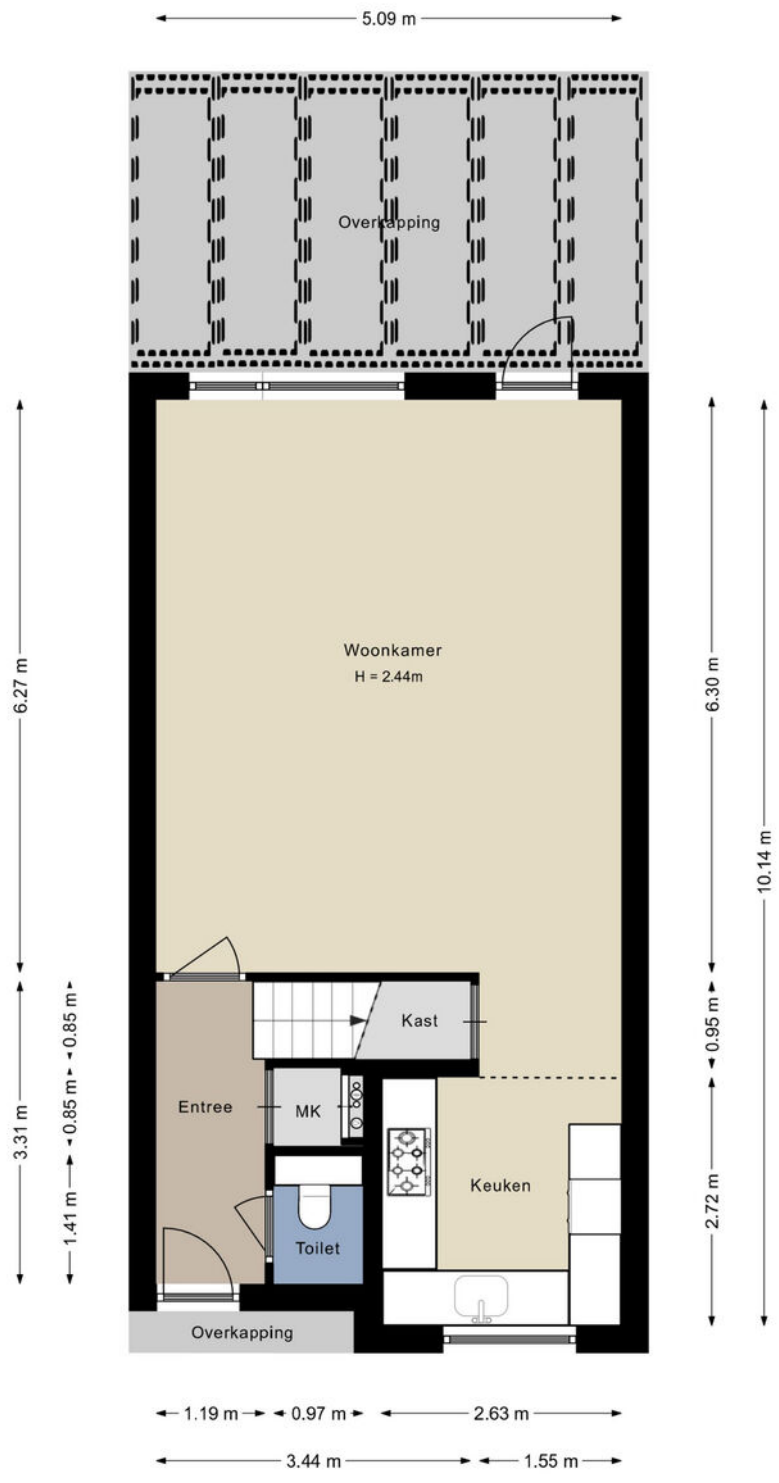 5.09 m
Overkapping
Woonkamer
H = 2.44m
6.27 m
6.30 m
10.14 m
Kast
0.85 m
0.95 m
Entree
MK
0.85 m
3.31 m
Keuken
2.72 m
1.41 m
Toilet
Overkapping
1.19 m
0.97 m
2.63 m
3.44 m
1.55 m